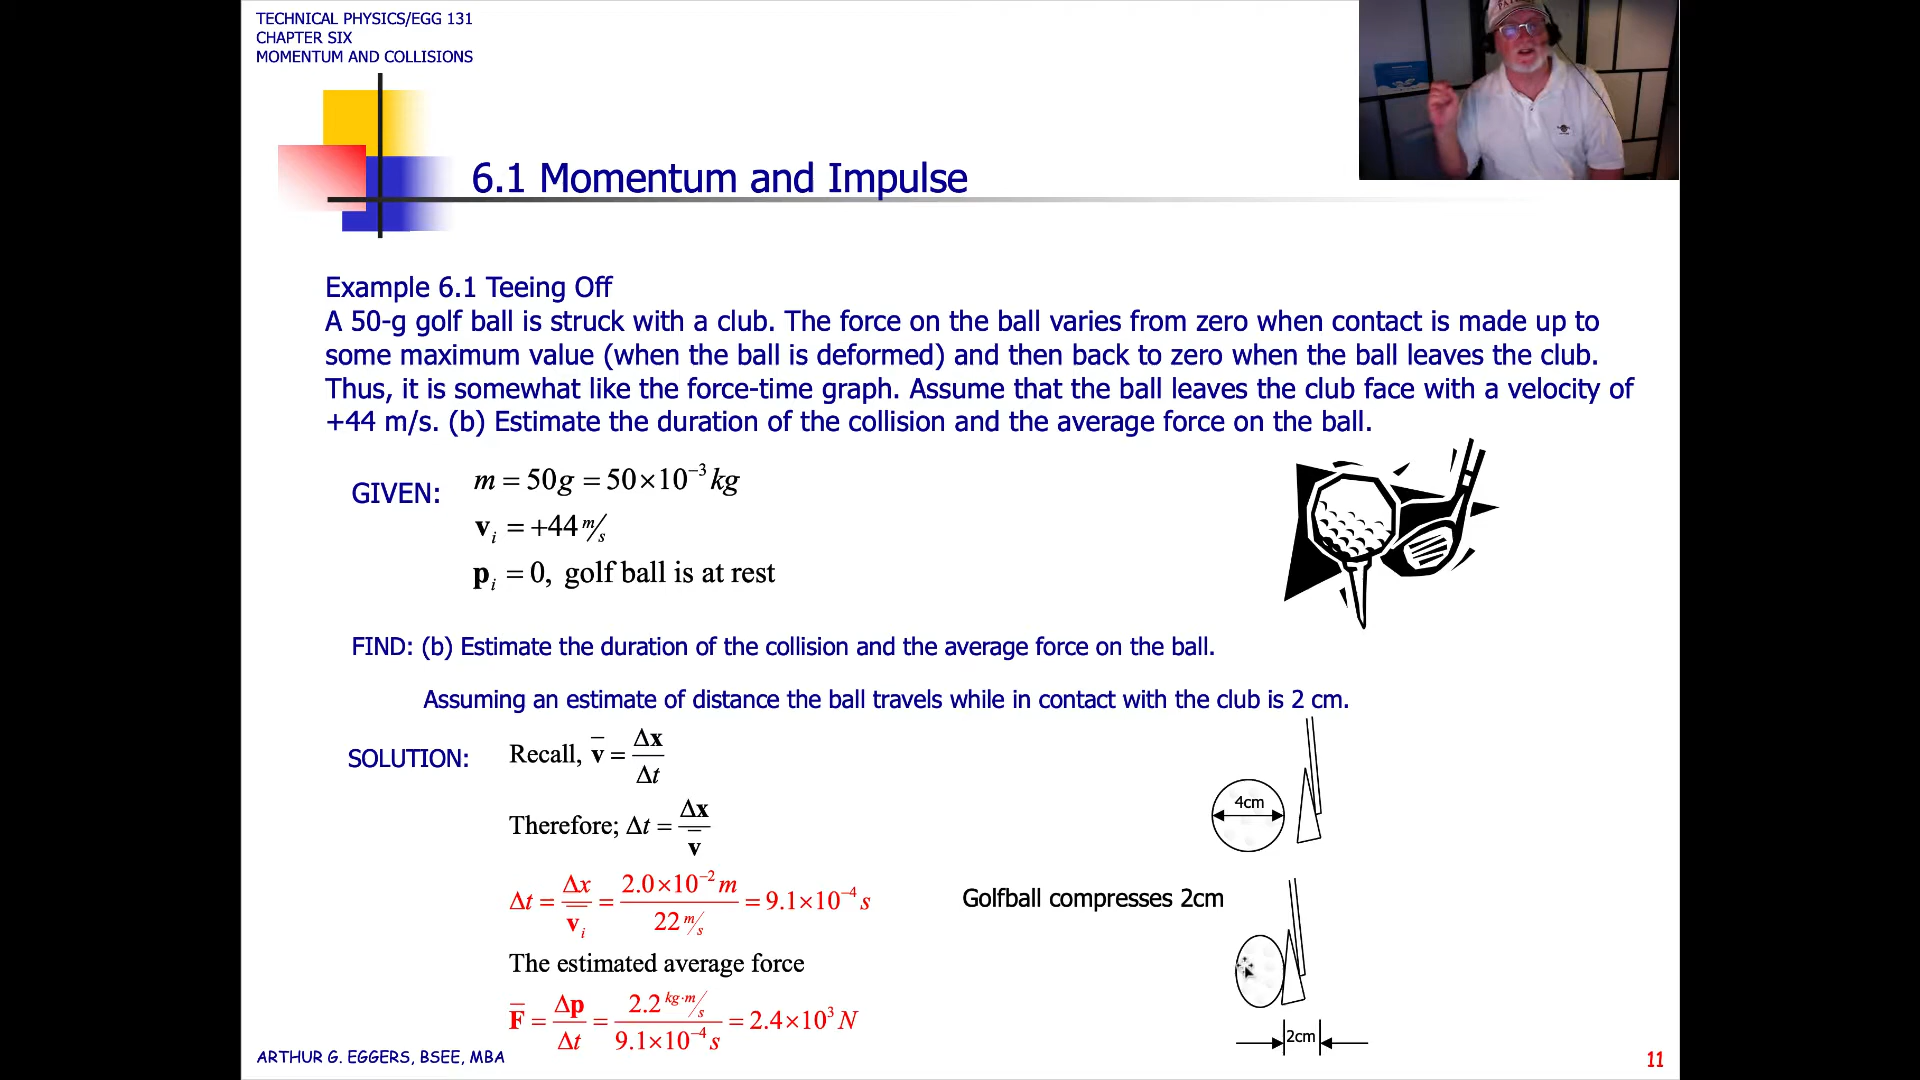 TECHNICAL PHYSICS/EGG 131
CHAPTER SIX
MOMENTUM AND COLLISIONS
6.1 Momentum and Impulse
Example 6.1 Teeing Off
A 50-g golf ball is struck with a club. The force on the ball varies from zero when contact is made up to
some maximum value (when the ball is deformed) and then back to zero when the ball leaves the club.
Thus, it is somewhat like the force-time graph. Assume that the ball leaves the club face with a velocity of
+44 m/s. (b) Estimate the duration of the collision and the average force on the ball.
GIVEN: m = 50g = 50×10⁻³ kg
vᵢ = +44 m/s
pᵢ = 0, golf ball is at rest
FIND: (b) Estimate the duration of the collision and the average force on the ball.
Assuming an estimate of distance the ball travels while in contact with the club is 2 cm.
SOLUTION: Recall, v̄ = Δx/Δt
Therefore; Δt = Δx/v̄
4cm
Δt = Δx/v̄ᵢ = 2.0×10⁻² m/22 m/s = 9.1×10⁻⁴ s
Golfball compresses 2cm
The estimated average force
F̄ = Δp/Δt = 2.2 kg·m/s/9.1×10⁻⁴ s = 2.4×10³ N
2cm
ARTHUR G. EGGERS, BSEE, MBA
11